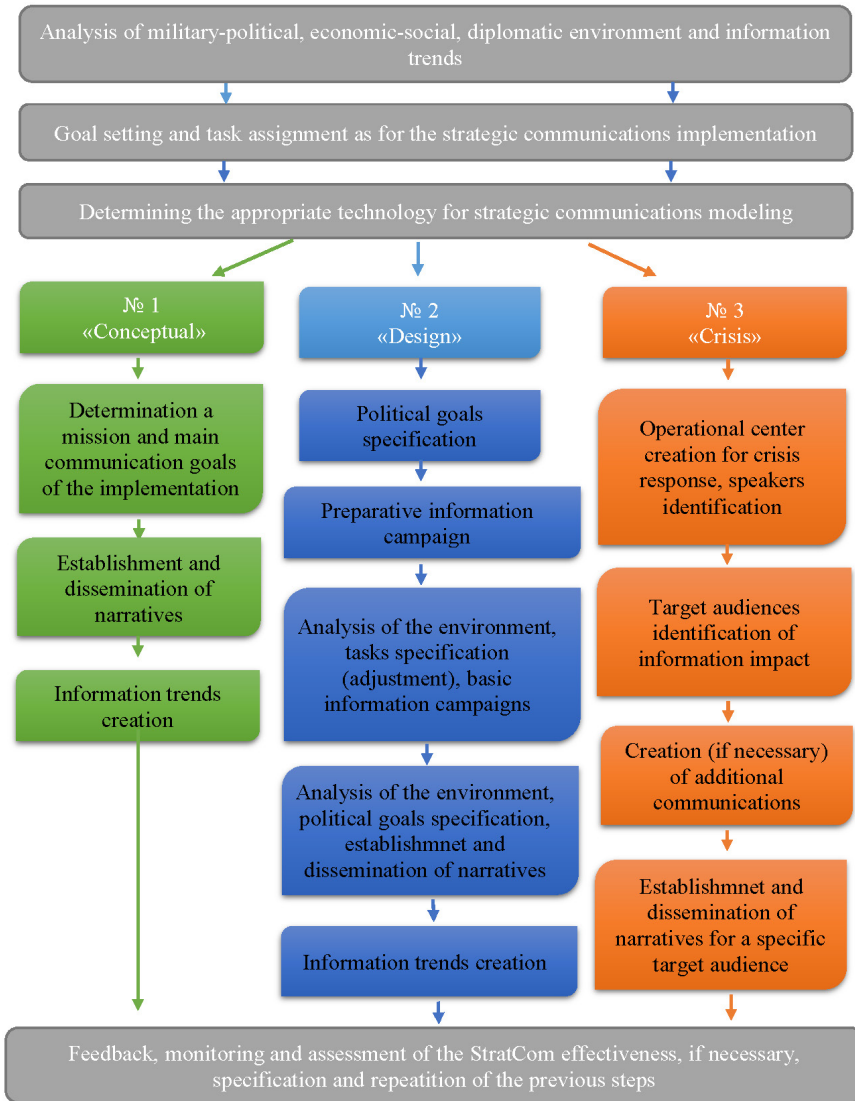 Analysis of military-political, economic-social, diplomatic environment and information
trends
Goal setting and task assignment as for the strategic communications implementation
Determining the appropriate technology for strategic communications modeling
№ 1
«Conceptual»
Determination a
mission and main
communication goals
of the implementation
Establishment and
dissemination of
narratives
Information trends
creation
№ 2
«Design»
Political goals
specification
Preparative information
campaign
Analysis of the environment,
tasks specification
(adjustment), basic
information campaigns
Analysis of the environment,
political goals specification,
establishmnet and
dissemination of narratives
Information trends creation
№ 3
«Crisis»
Operational center
creation for crisis
response, speakers
identification
Target audiences
identification of
information impact
Creation (if necessary)
of additional
communications
Establishmnet and
dissemination of
narratives for a specific
target audience
Feedback, monitoring and assessment of the StratCom effectiveness, if necessary,
specification and repeatition of the previous steps